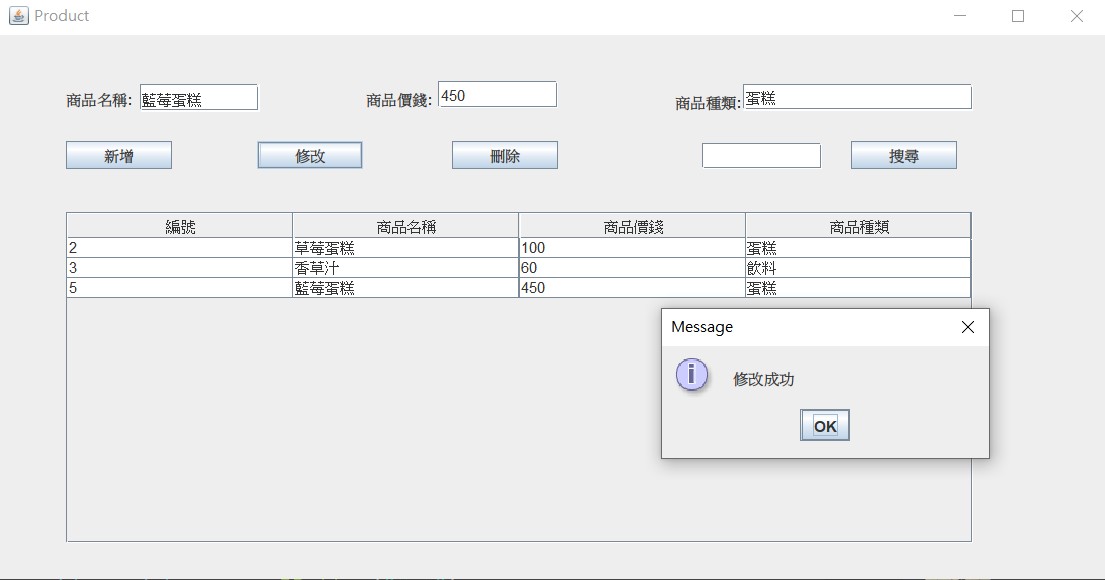 Product
商品名稱: 藍莓蛋糕 商品價錢: 450 商品種類: 蛋糕
新增 修改 刪除 搜尋
編號 商品名稱 商品價錢 商品種類
2 草莓蛋糕 100 蛋糕
3 香草汁 60 飲料
5 藍莓蛋糕 450 蛋糕
Message
i 修改成功
OK